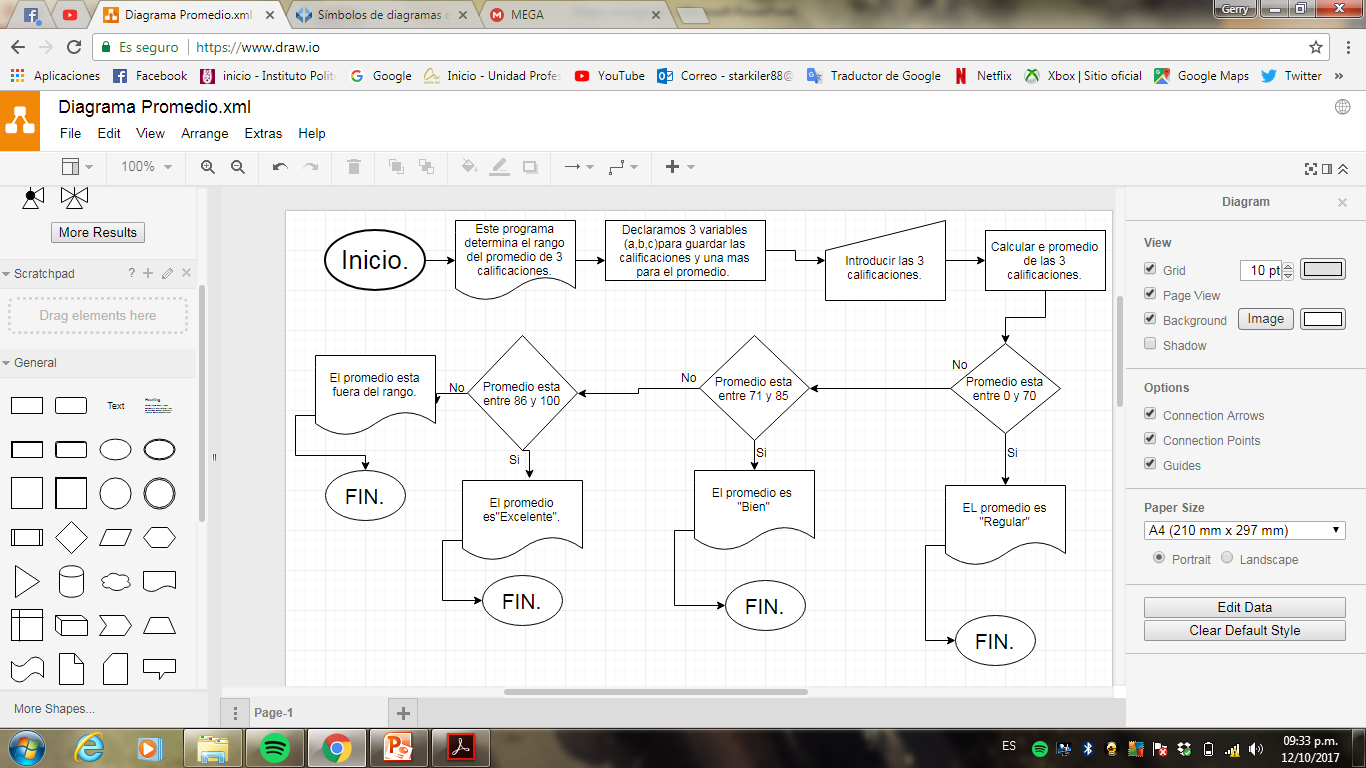 Gerry
Diagrama Promedio.xml
Símbolos de diagramas
MEGA
Es seguro
https://www.draw.io
Aplicaciones
Facebook
inicio - Instituto Polit
Google
Inicio - Unidad Profes
YouTube
Correo - starkiler88@
Traductor de Google
Netflix
Xbox | Sitio oficial
Google Maps
Twitter
»
Diagrama Promedio.xml
File Edit View Arrange Extras Help
100%
More Results
Scratchpad
?
Drag elements here
General
Text
Heading
More Shapes...
Inicio.
Este programa
determina el rango
del promedio de 3
calificaciones.
Declaramos 3 variables
(a,b,c)para guardar las
calificaciones y una mas
para el promedio.
Introducir las 3
calificaciones.
Calcular e promedio
de las 3
calificaciones.
El promedio esta
fuera del rango.
No
Promedio esta
entre 86 y 100
No
Promedio esta
entre 71 y 85
No
Promedio esta
entre 0 y 70
Si
Si
Si
FIN.
El promedio
es"Excelente".
El promedio es
"Bien"
EL promedio es
"Regular"
FIN.
FIN.
FIN.
Page-1
Diagram
View
Grid
10 pt
Page View
Background
Image
Shadow
Options
Connection Arrows
Connection Points
Guides
Paper Size
A4 (210 mm x 297 mm)
Portrait
Landscape
Edit Data
Clear Default Style
ES
09:33 p.m.
12/10/2017